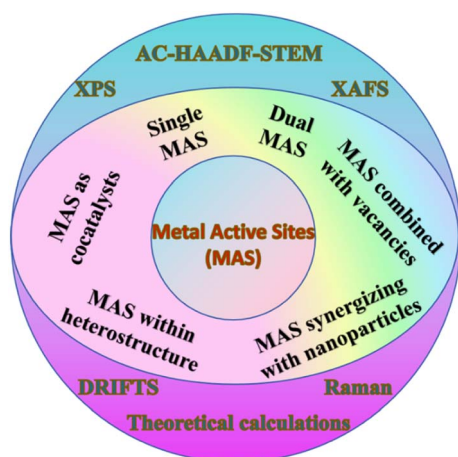 AC-HAADF-STEM
XPS
XAFS
Single
MAS
Dual
MAS
MAS combined
with vacancies
MAS as
cocatalysts
Metal Active Sites
(MAS)
MAS within
heterostructure
MAS synergizing
with nanoparticles
DRIFTS
Raman
Theoretical calculations